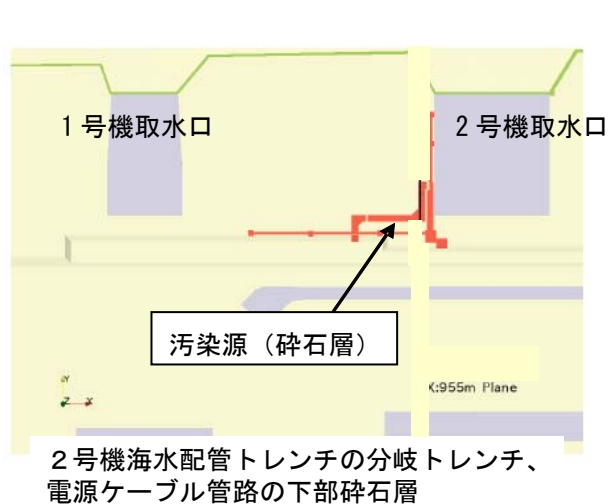 1号機取水口
2号機取水口
汚染源（砕石層）
Y
Z X
X:955m Plane
２号機海水配管トレンチの分岐トレンチ、
電源ケーブル管路の下部砕石層